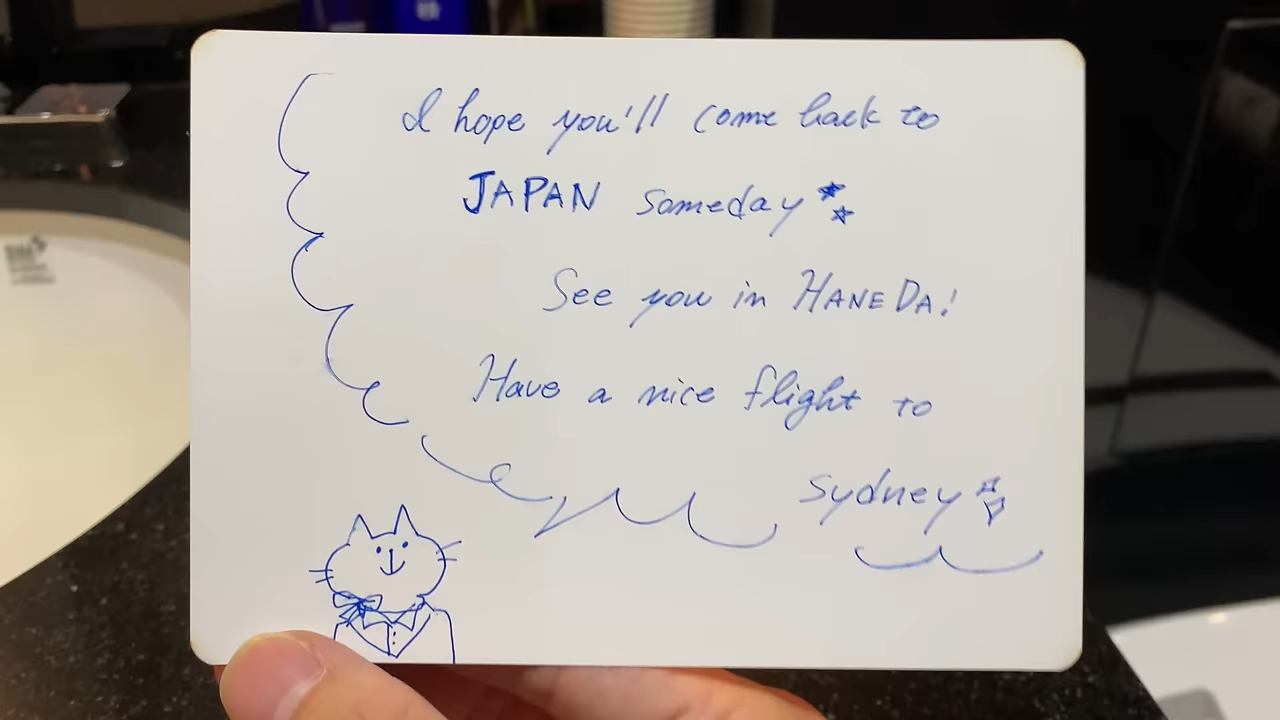 I hope you'll come back to
JAPAN someday
See you in HANEDA!
Have a nice flight to
Sydney